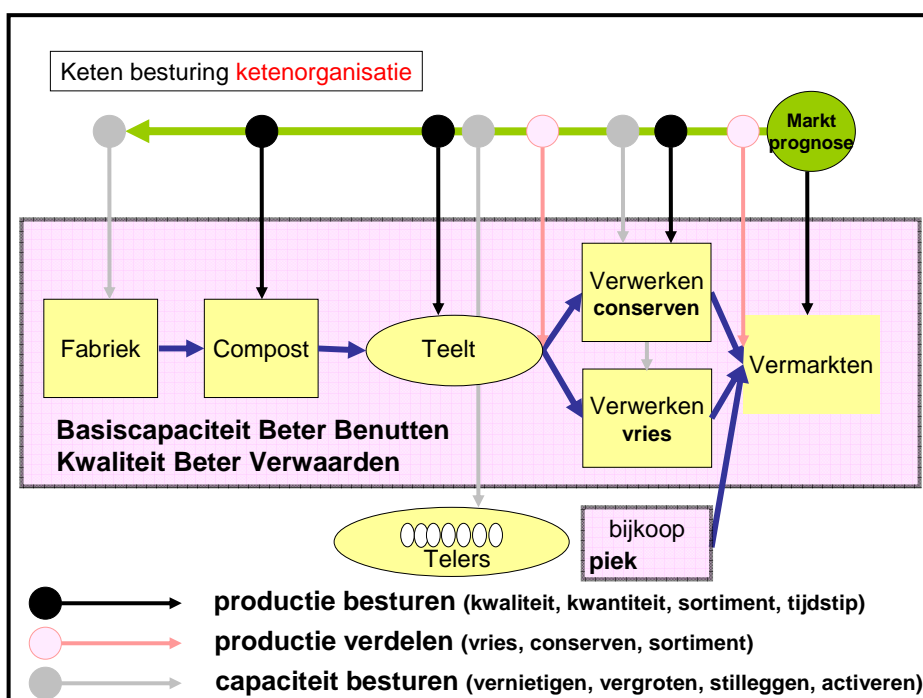 Keten besturing ketenorganisatie
Markt
prognose
Fabriek
Compost
Teelt
Verwerken
conserven
Verwerken
vries
Vermarkten
Basiscapaciteit Beter Benutten
Kwaliteit Beter Verwaarden
Telers
bijkoop
piek
productie besturen (kwaliteit, kwantiteit, sortiment, tijdstip)
productie verdelen (vries, conserven, sortiment)
capaciteit besturen (vernietigen, vergroten, stilleggen, activeren)